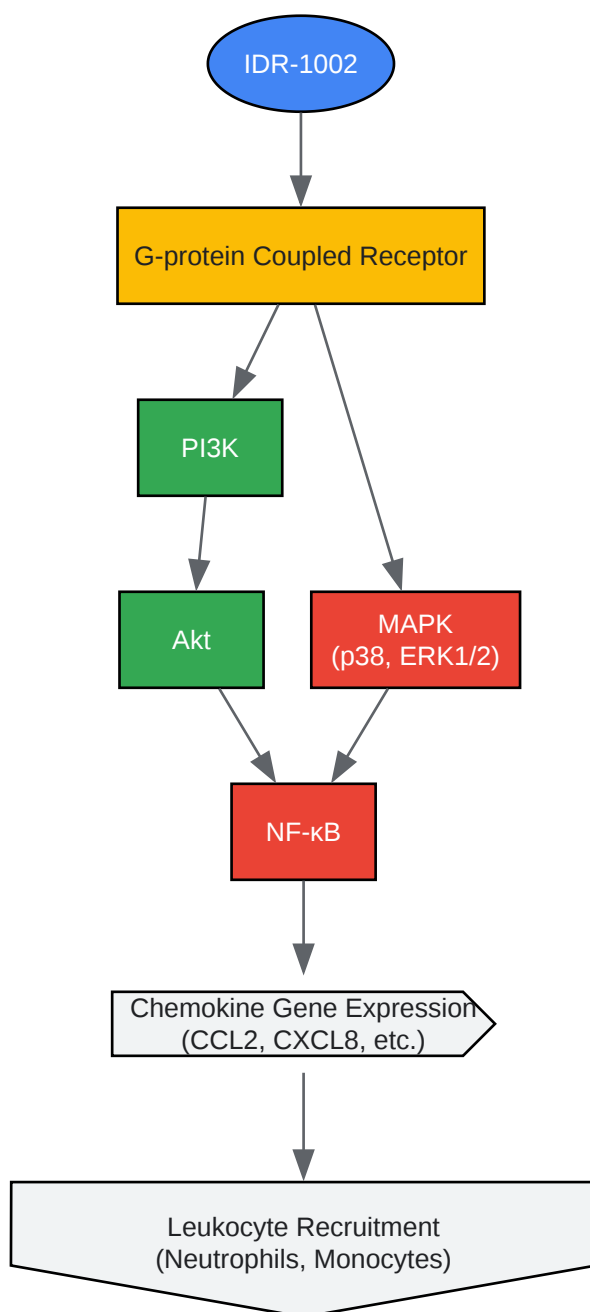 IDR-1002
G-protein Coupled Receptor
PI3K
Akt
MAPK
(p38, ERK1/2)
NF-κB
Chemokine Gene Expression
(CCL2, CXCL8, etc.)
Leukocyte Recruitment
(Neutrophils, Monocytes)